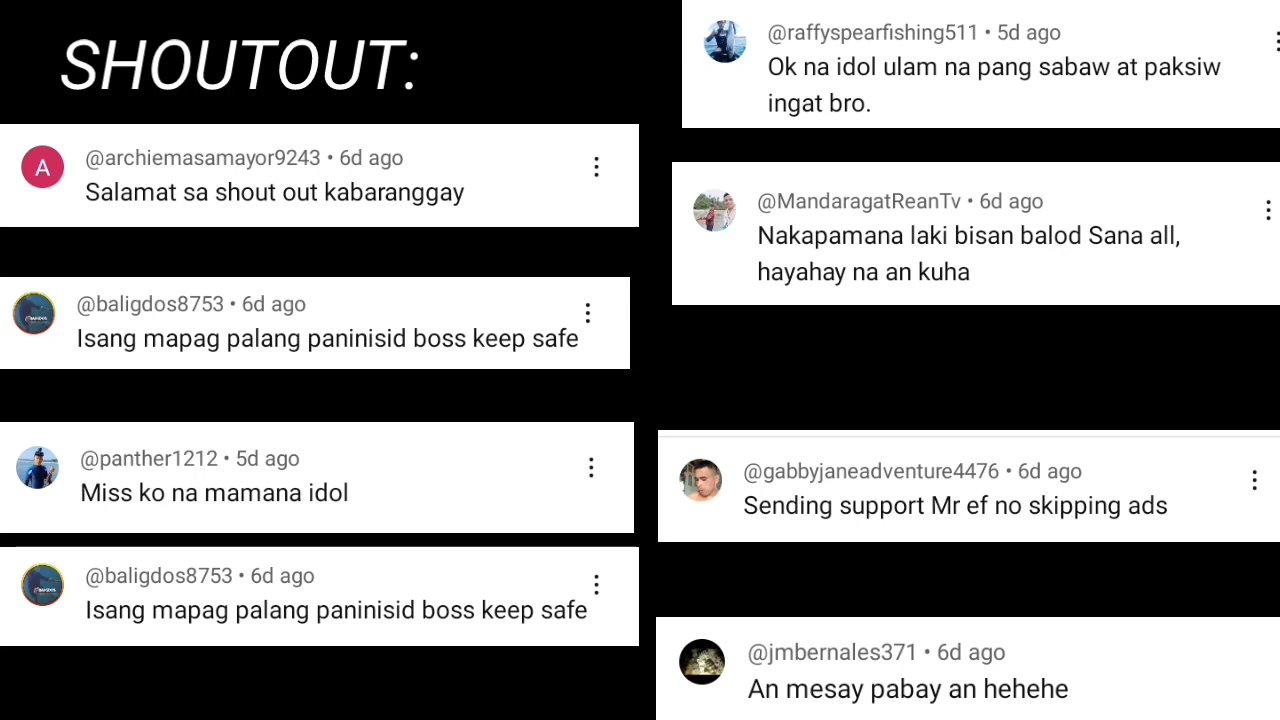 SHOUTOUT:
@archiemasamayor9243 • 6d ago
Salamat sa shout out kabaranggay
@baligdos8753 • 6d ago
Isang mapag palang paninisid boss keep safe
@panther1212 • 5d ago
Miss ko na mamana idol
@baligdos8753 • 6d ago
Isang mapag palang paninisid boss keep safe
@raffyspearfishing511 • 5d ago
Ok na idol ulam na pang sabaw at paksiw
ingat bro.
@MandaragatReanTv • 6d ago
Nakapamana laki bisan balod Sana all,
hayahay na an kuha
@gabbyjaneadventure4476 • 6d ago
Sending support Mr ef no skipping ads
@jmbernales371 • 6d ago
An mesay pabay an hehehe
A